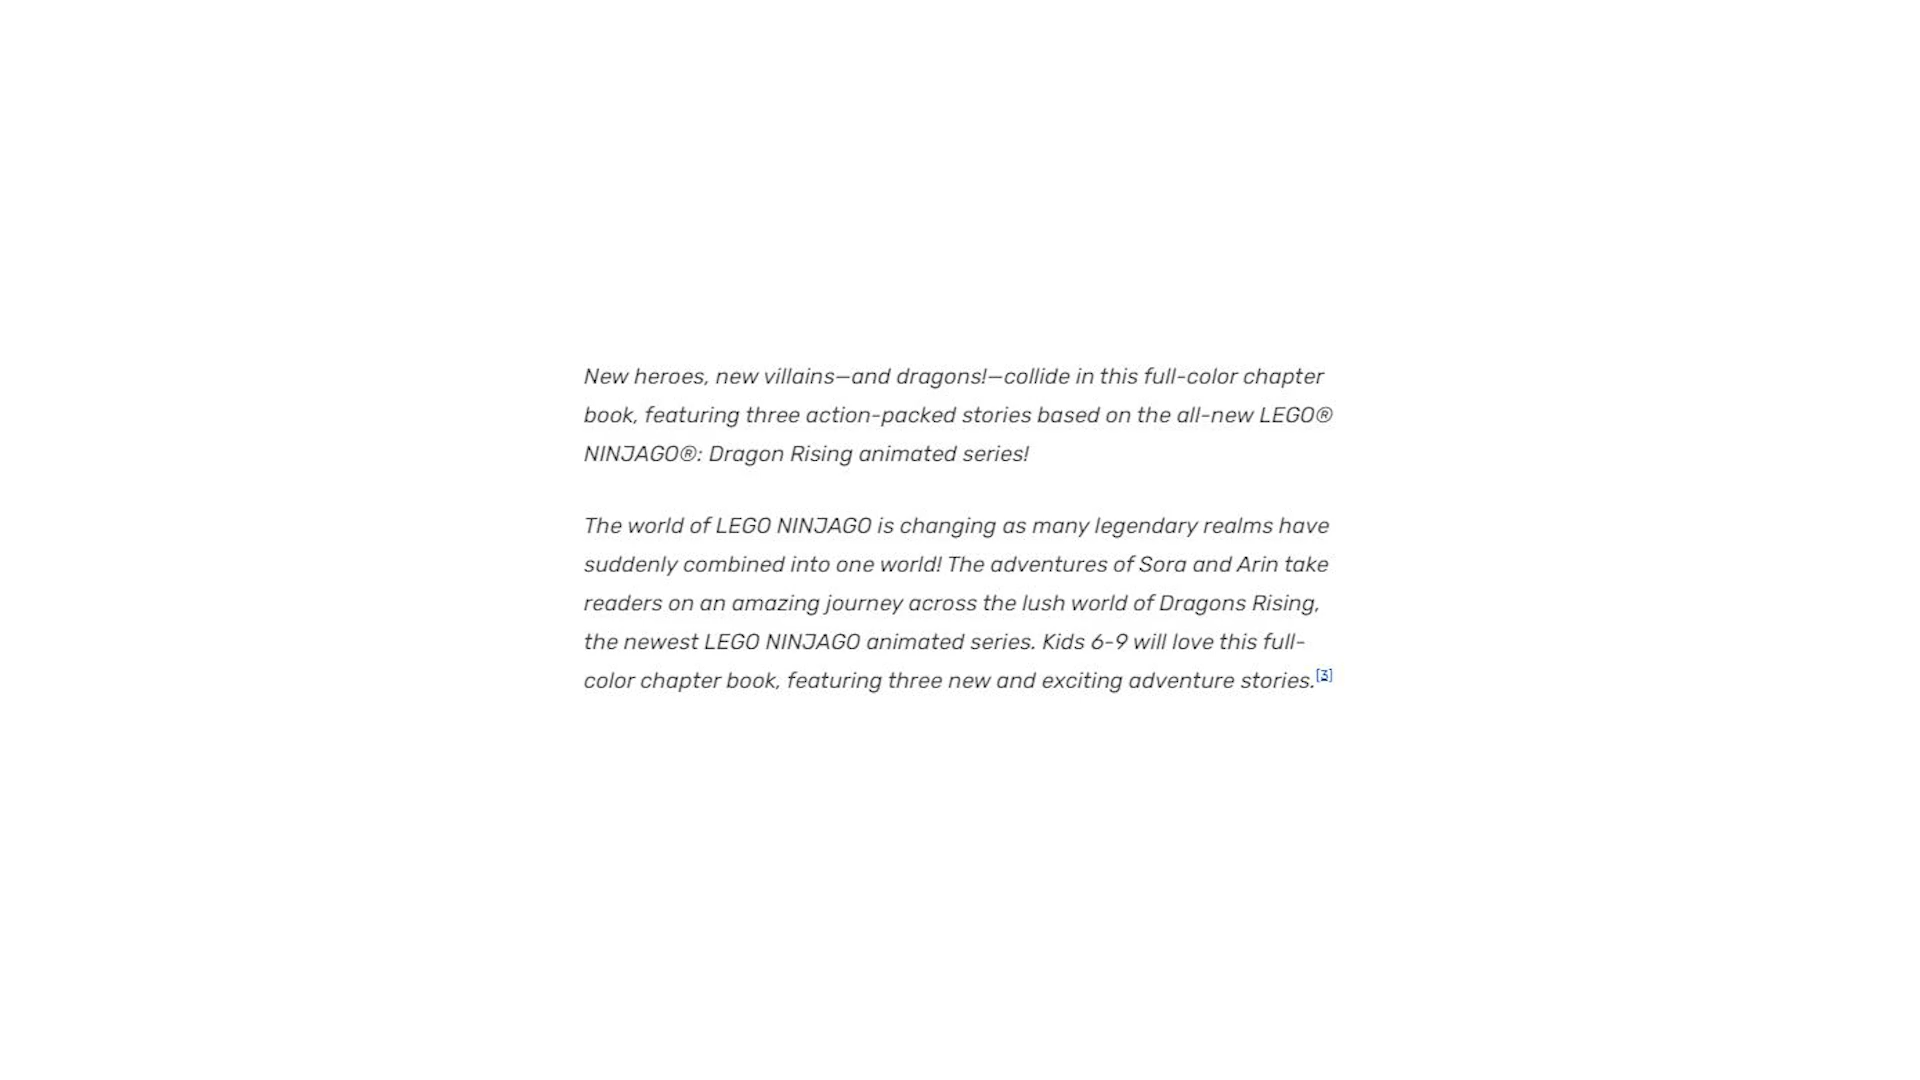 New heroes, new villains—and dragons!—collide in this full-color chapter
book, featuring three action-packed stories based on the all-new LEGO®
NINJAGO®: Dragon Rising animated series!
The world of LEGO NINJAGO is changing as many legendary realms have
suddenly combined into one world! The adventures of Sora and Arin take
readers on an amazing journey across the lush world of Dragons Rising,
the newest LEGO NINJAGO animated series. Kids 6-9 will love this full-
color chapter book, featuring three new and exciting adventure stories.[3]